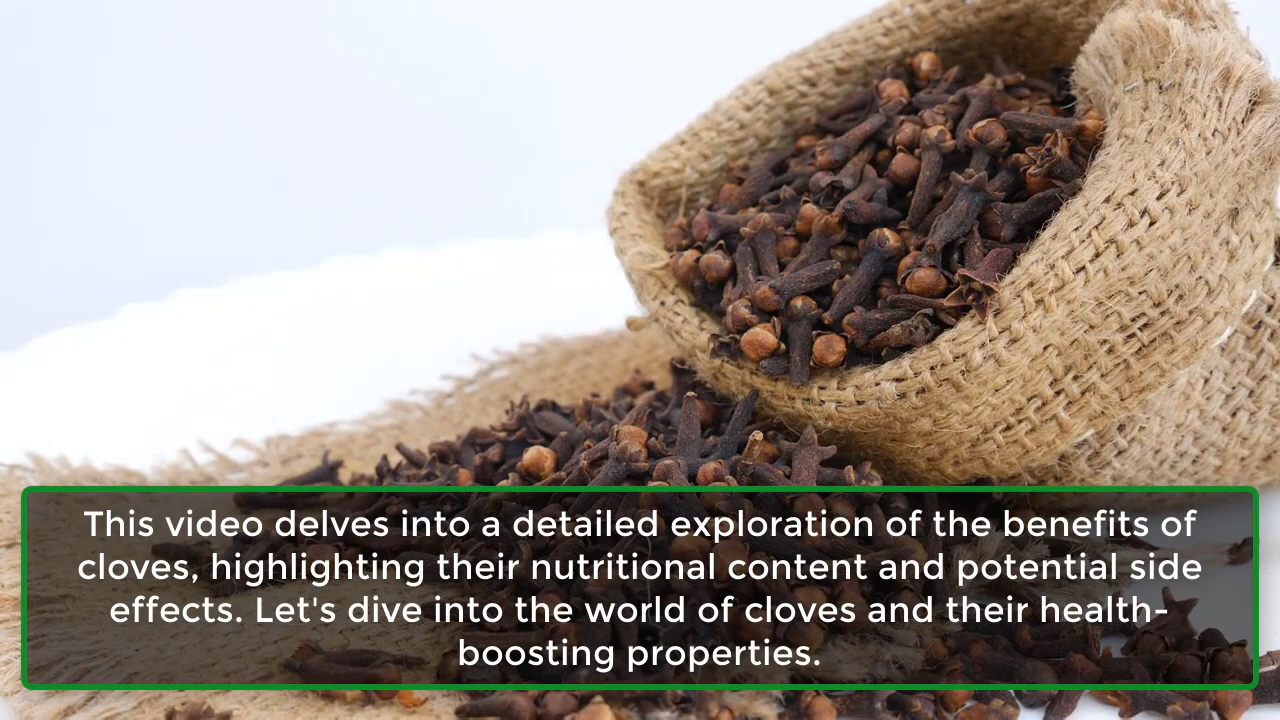 This video delves into a detailed exploration of the benefits of
cloves, highlighting their nutritional content and potential side
effects. Let's dive into the world of cloves and their health-
boosting properties.